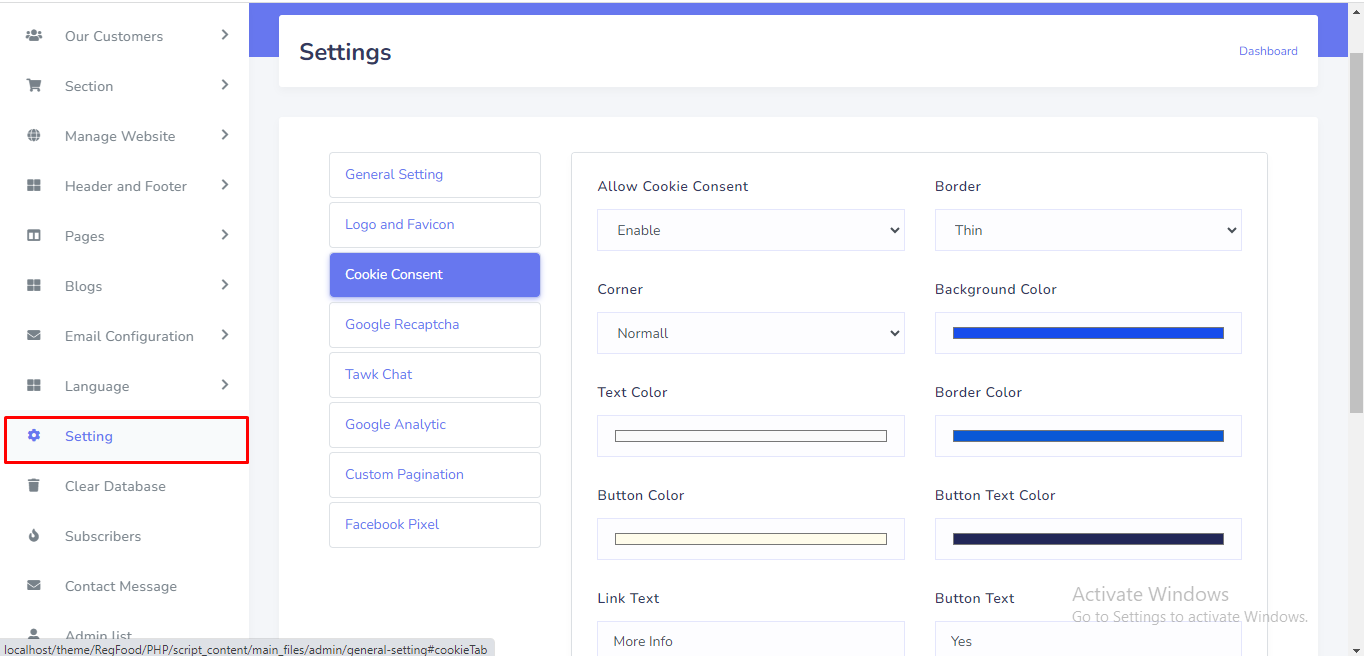 Our Customers
Section
Manage Website
Header and Footer
Pages
Blogs
Email Configuration
Language
Setting
Clear Database
Subscribers
Contact Message
Admin list
localhost/theme/RegFood/PHP/script_content/main_files/admin/general-setting#cookieTab
Settings
Dashboard
General Setting
Logo and Favicon
Cookie Consent
Google Recaptcha
Tawk Chat
Google Analytic
Custom Pagination
Facebook Pixel
Allow Cookie Consent
Border
Enable
Thin
Corner
Background Color
Normall
Text Color
Border Color
Button Color
Button Text Color
Link Text
Button Text
More Info
Yes
Activate Windows
Go to Settings to activate Windows.